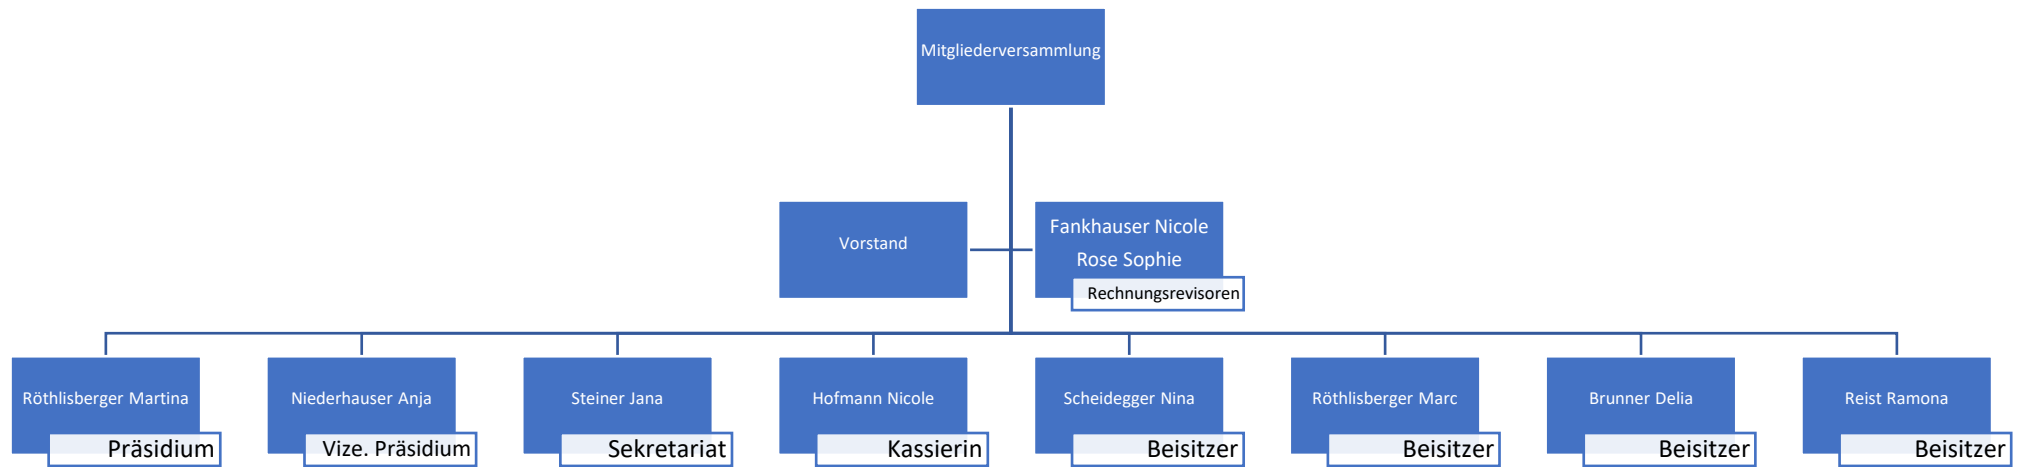 Mitgliederversammlung
Vorstand
Fankhauser Nicole
Rose Sophie
Rechnungsrevisoren
Röthlisberger Martina
Präsidium
Niederhauser Anja
Vize. Präsidium
Steiner Jana
Sekretariat
Hofmann Nicole
Kassierin
Scheidegger Nina
Beisitzer
Röthlisberger Marc
Beisitzer
Brunner Delia
Beisitzer
Reist Ramona
Beisitzer